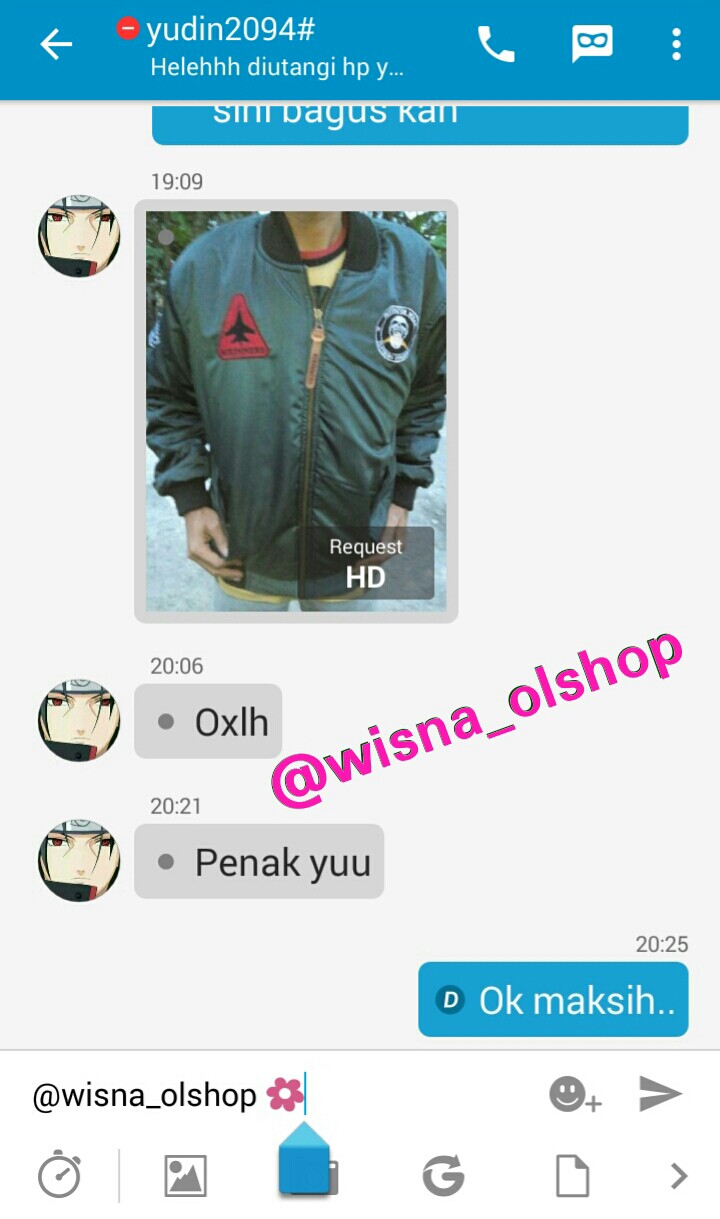 yudin2094#
Helehhh diutangi hp y...
sini bagus kan
19:09
Request
HD
20:06
Oxlh
@wisna_olshop
20:21
Penak yuu
20:25
D Ok maksih..
@wisna_olshop